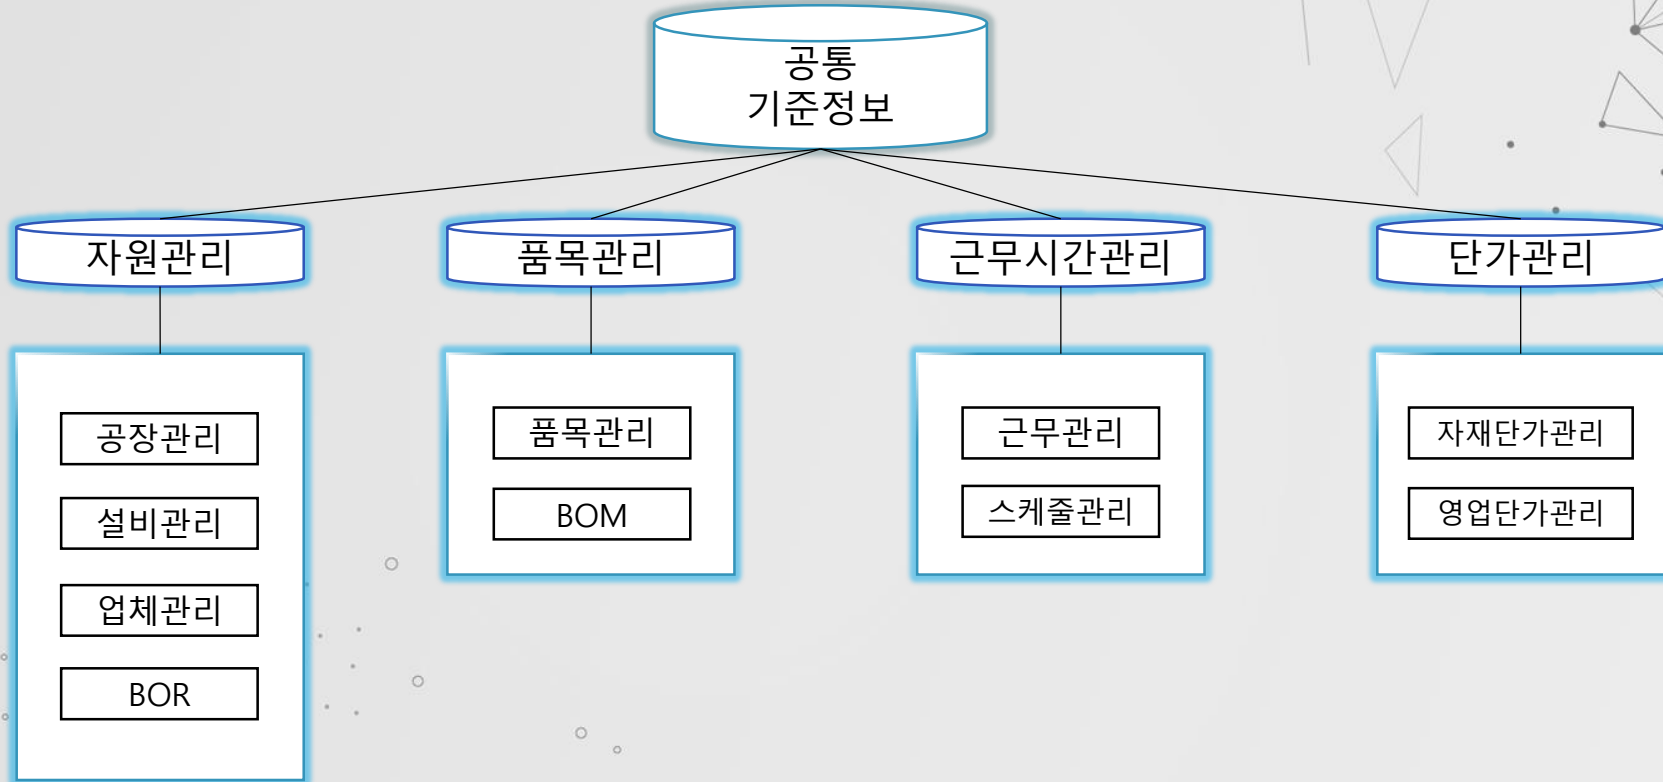 공통
기준정보
자원관리
품목관리
근무시간관리
단가관리
공장관리
설비관리
업체관리
BOR
품목관리
BOM
근무관리
스케줄관리
자재단가관리
영업단가관리